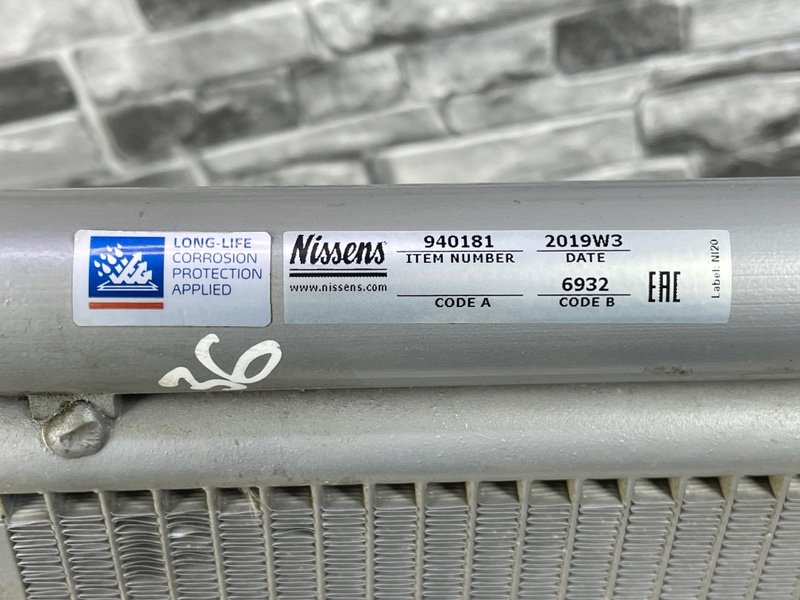 LONG-LIFE
CORROSION
PROTECTION
APPLIED
Nissens
www.nissens.com
940181
ITEM NUMBER
CODE A
2019W3
DATE
6932
CODE B
EAC
Label: NI20
36